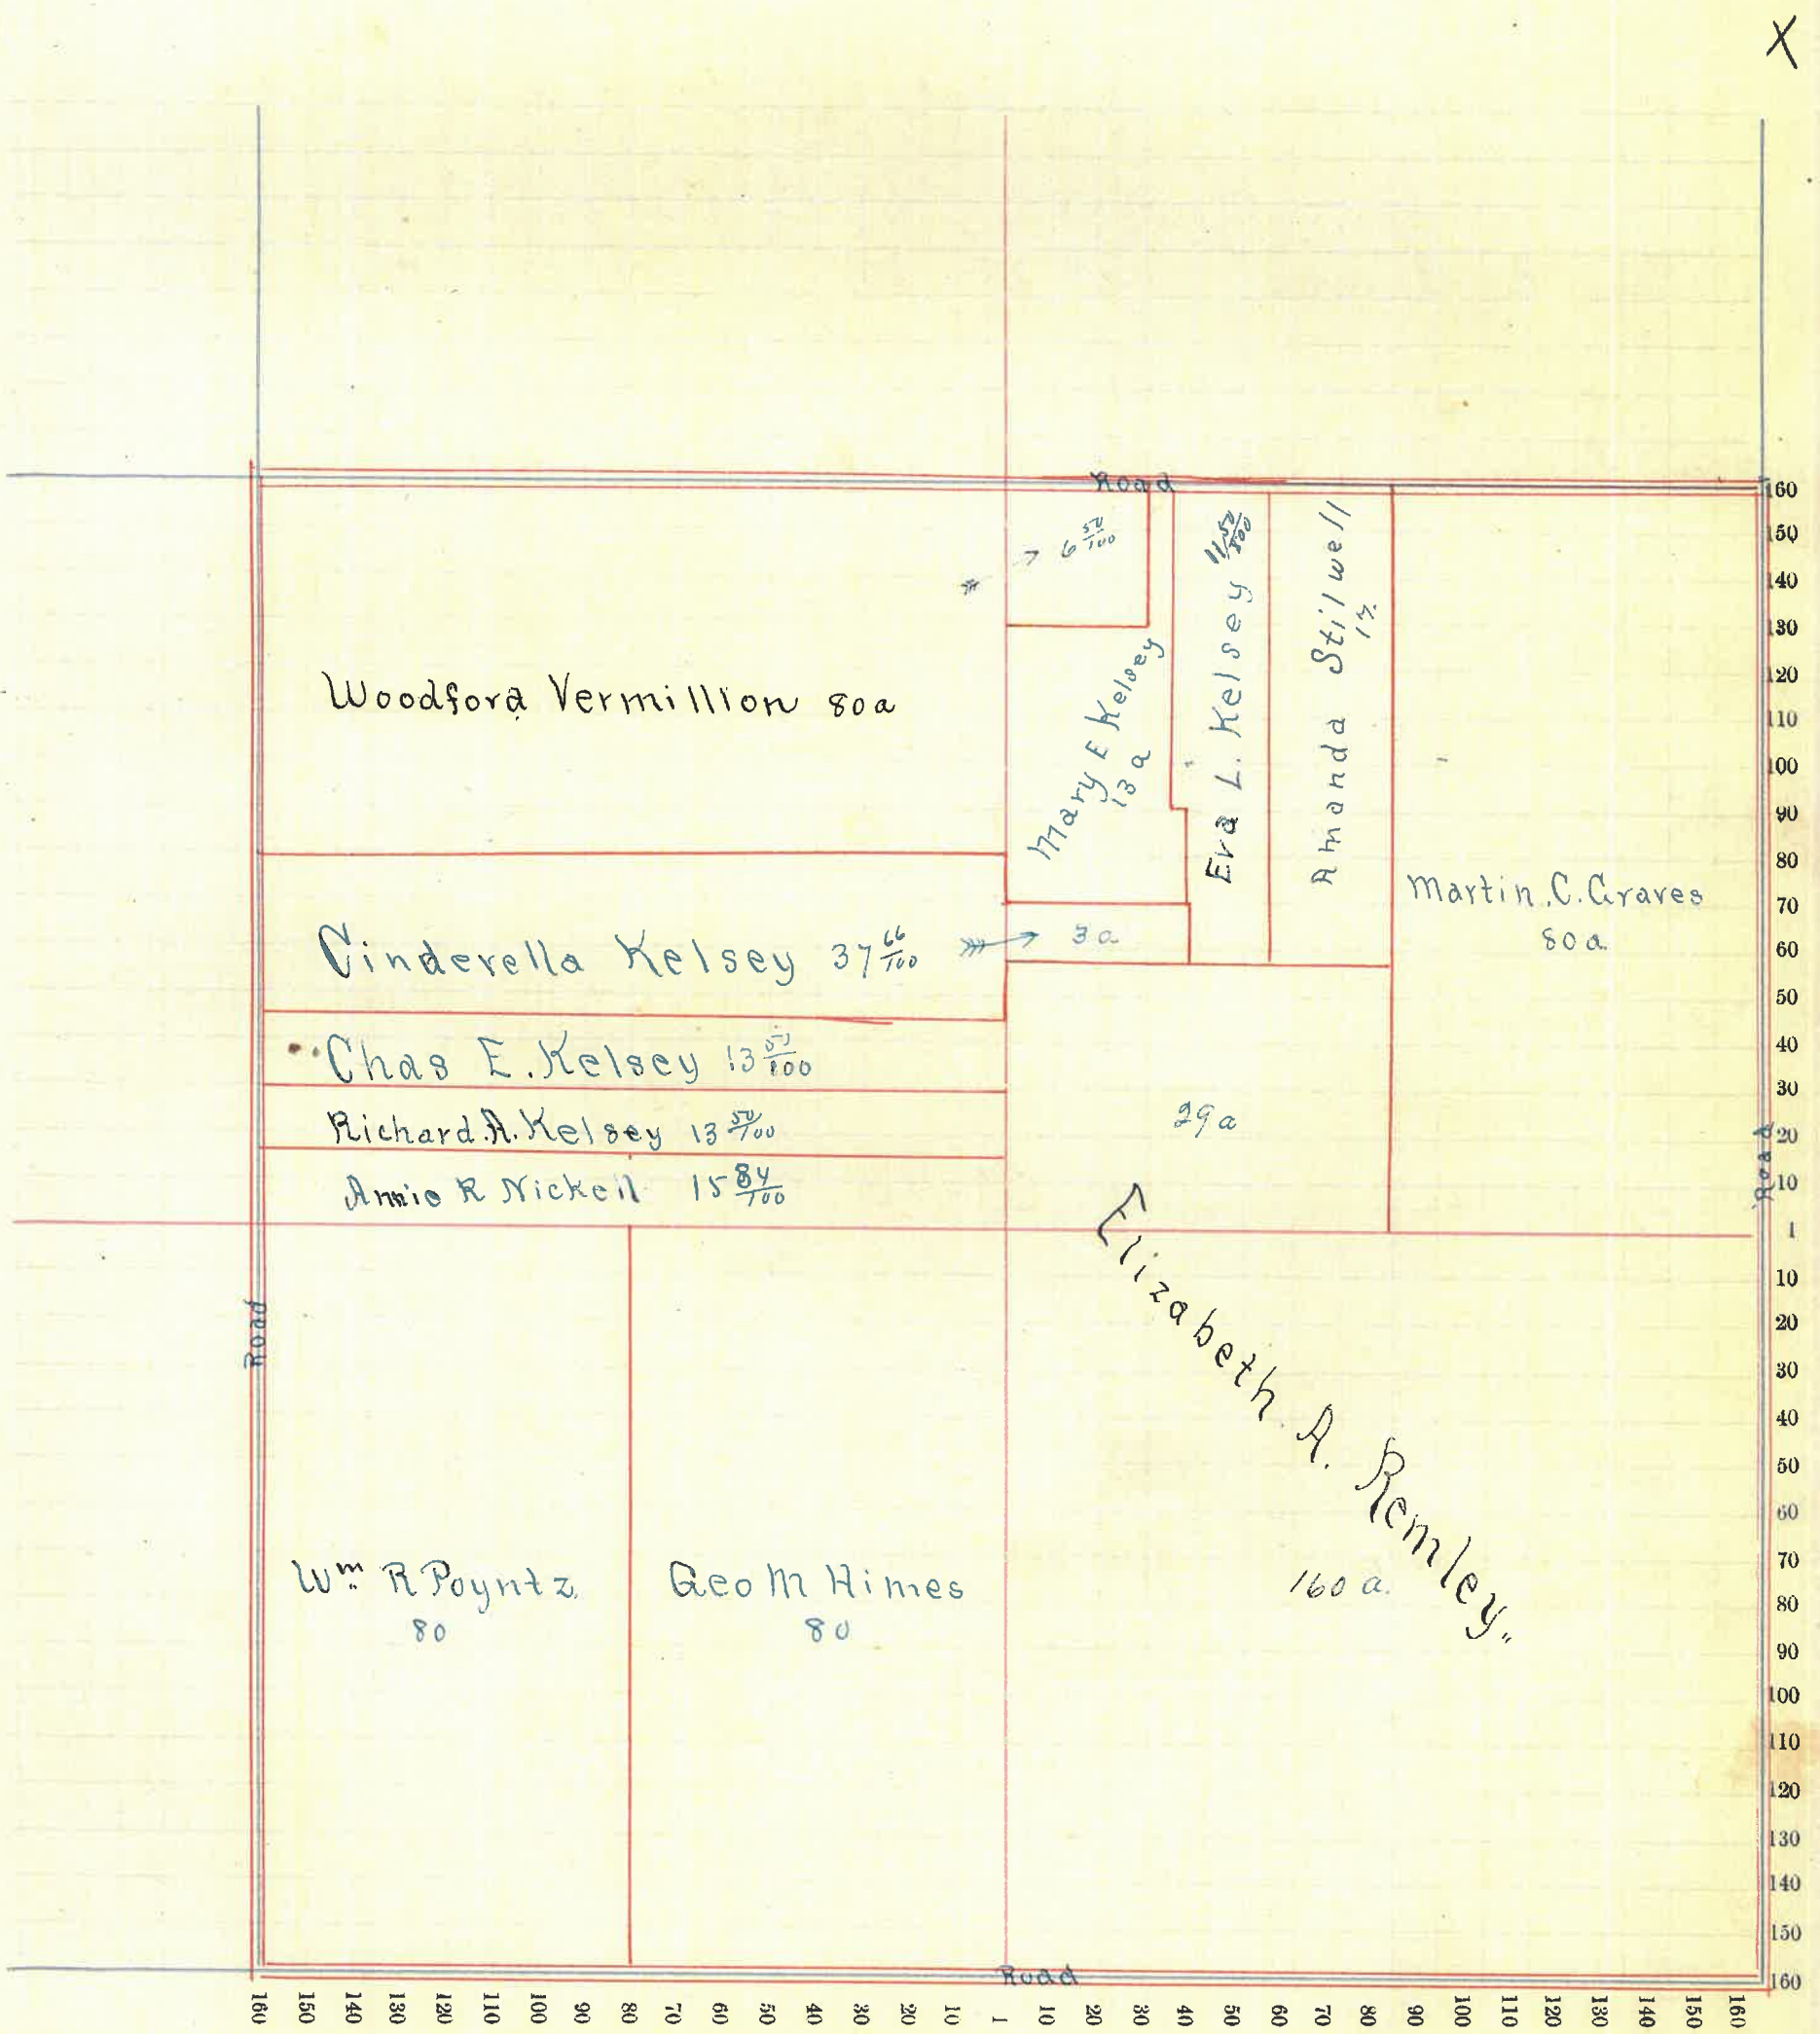 X
Road
6 50/100
11 50/100
Woodford Vermillion 80a
Mary E Kelsey
13 a
Eva L. Kelsey
Amanda Stilwell
17.
Martin. C. Graves
80 a.
Cinderella Kelsey 37 66/100
3 a
Chas E. Kelsey 13 50/100
Richard. A. Kelsey 13 50/100
Annie R Nickell 15 84/100
29 a
Elizabeth. A. Remley.
160 a.
Wm. R Poyntz
80
Geo M Himes
80
Road
Road
Road
160
150
140
130
120
110
100
90
80
70
60
50
40
30
20
10
1
10
20
30
40
50
60
70
80
90
100
110
120
130
140
150
160
160 150 140 130 120 110 100 90 80 70 60 50 40 30 20 10 1 10 20 30 40 50 60 70 80 90 100 110 120 130 140 150 160